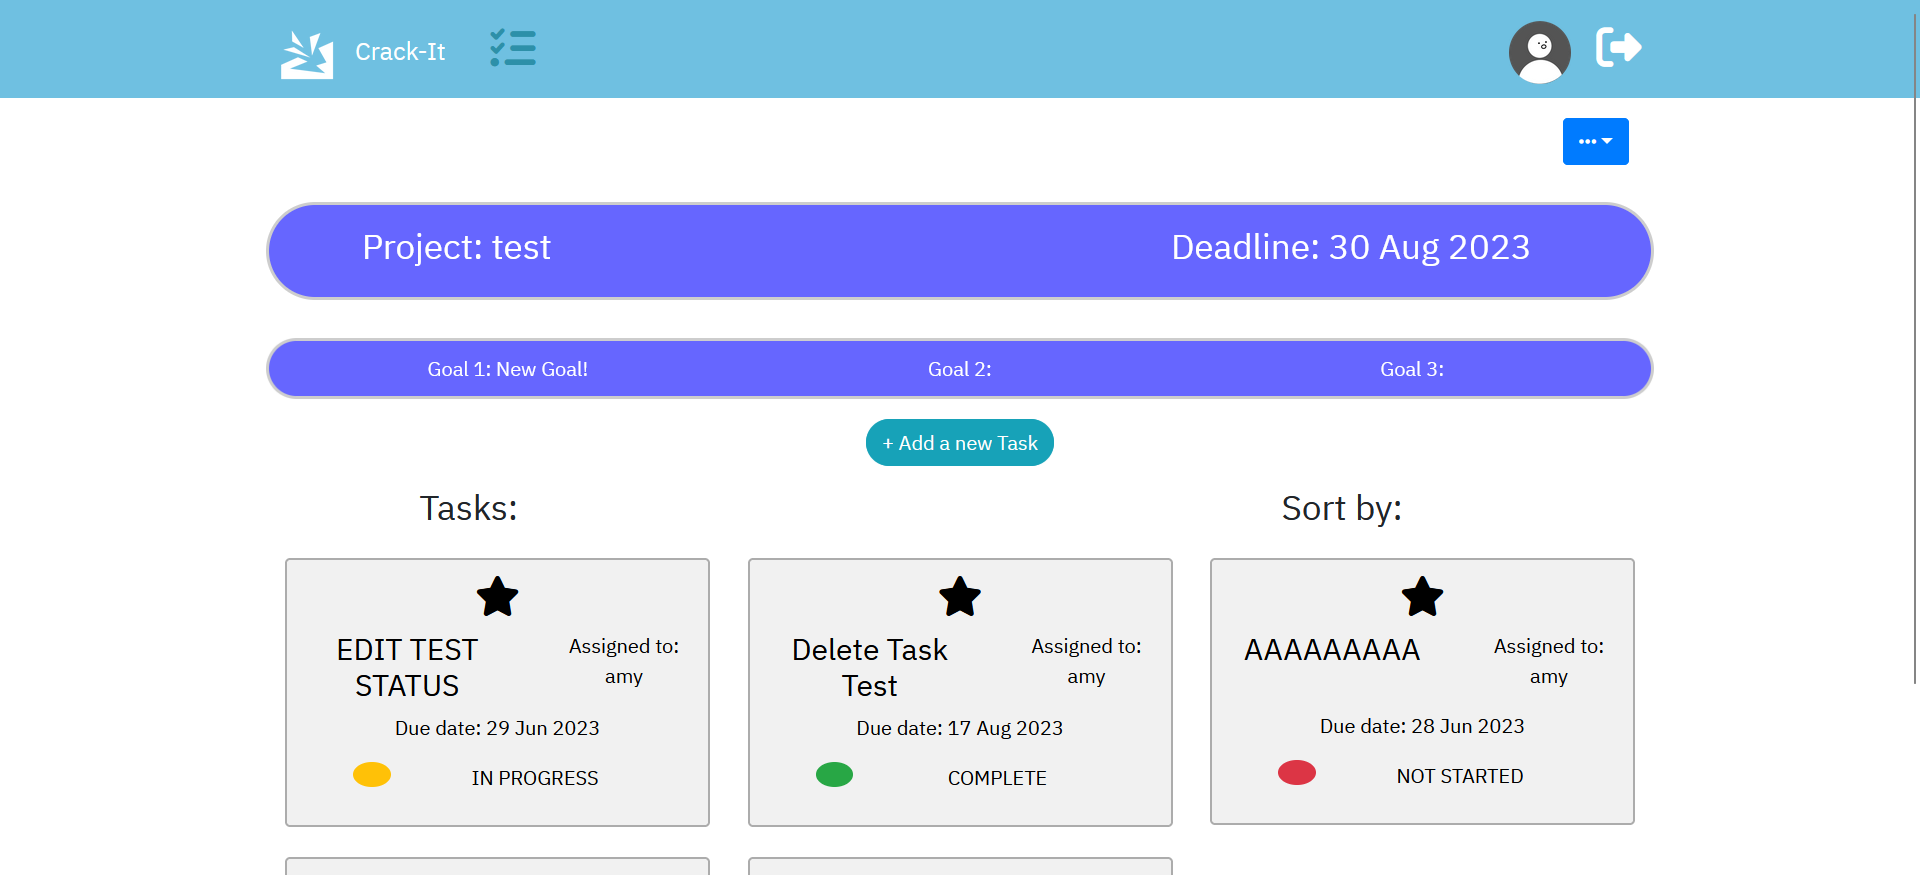 Crack-It
Project: test
Deadline: 30 Aug 2023
Goal 1: New Goal!
Goal 2:
Goal 3:
+ Add a new Task
Tasks:
Sort by:
EDIT TEST
STATUS
Assigned to:
amy
Due date: 29 Jun 2023
IN PROGRESS
Delete Task
Test
Assigned to:
amy
Due date: 17 Aug 2023
COMPLETE
AAAAAAAAA
Assigned to:
amy
Due date: 28 Jun 2023
NOT STARTED